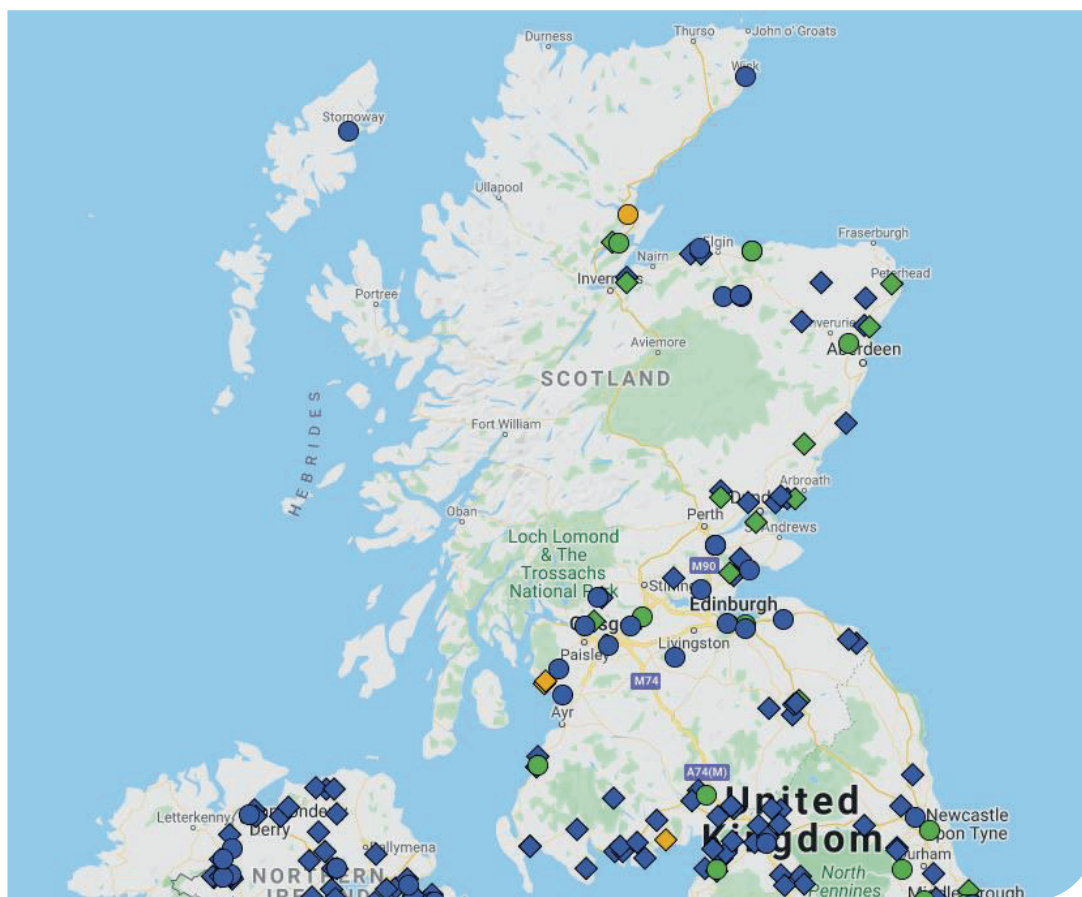 Durness
Thurso
John o' Groats
Wick
Stornoway
Ullapool
Elgin
Fraserburgh
Nairn
Peterhead
Portree
Aviemore
Aberdeen
SCOTLAND
HEBRIDES
Fort William
Arbroath
Oban
Perth
St Andrews
Loch Lomond
& The
Trossachs
National Park
M90
Edinburgh
Livingston
Paisley
M74
Ayr
A74(M)
United
Kingdom
Letterkenny
Derry
Ballymena
Newcastle
upon Tyne
NORTHERN
Durham
North
Pennines